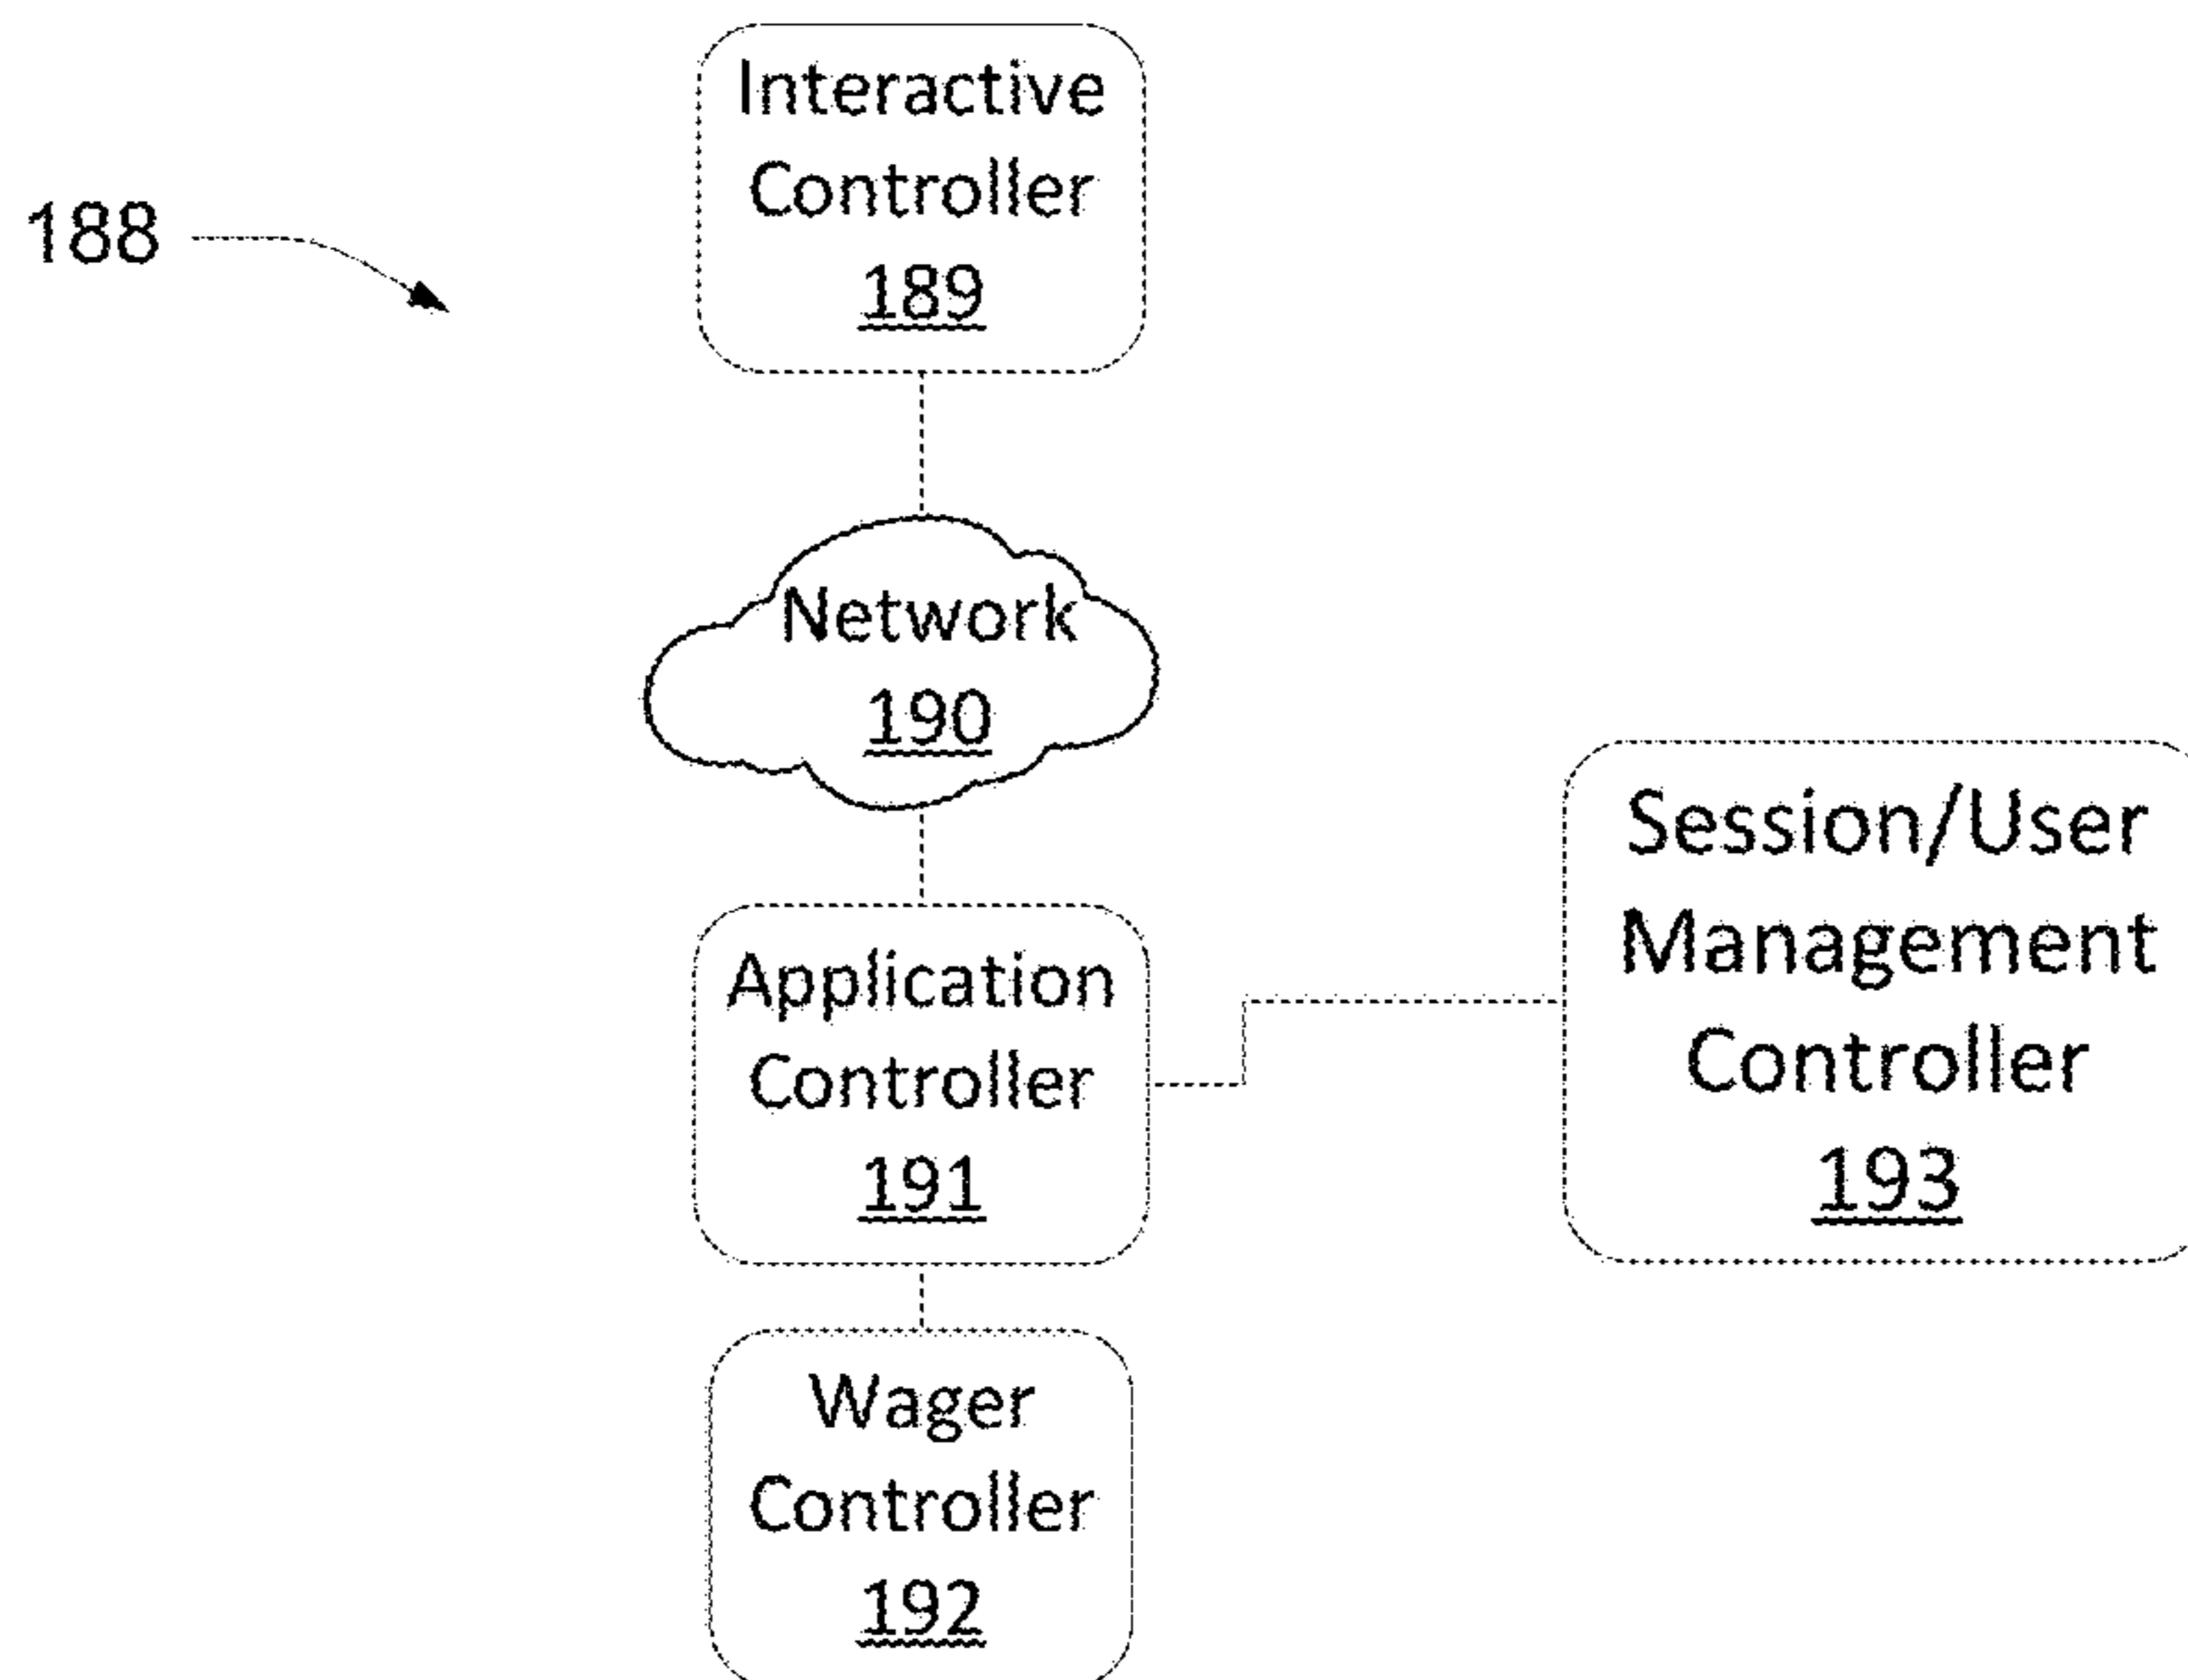 Interactive
Controller
189
188
Network
190
Application
Controller
191
Session/User
Management
Controller
193
Wager
Controller
192